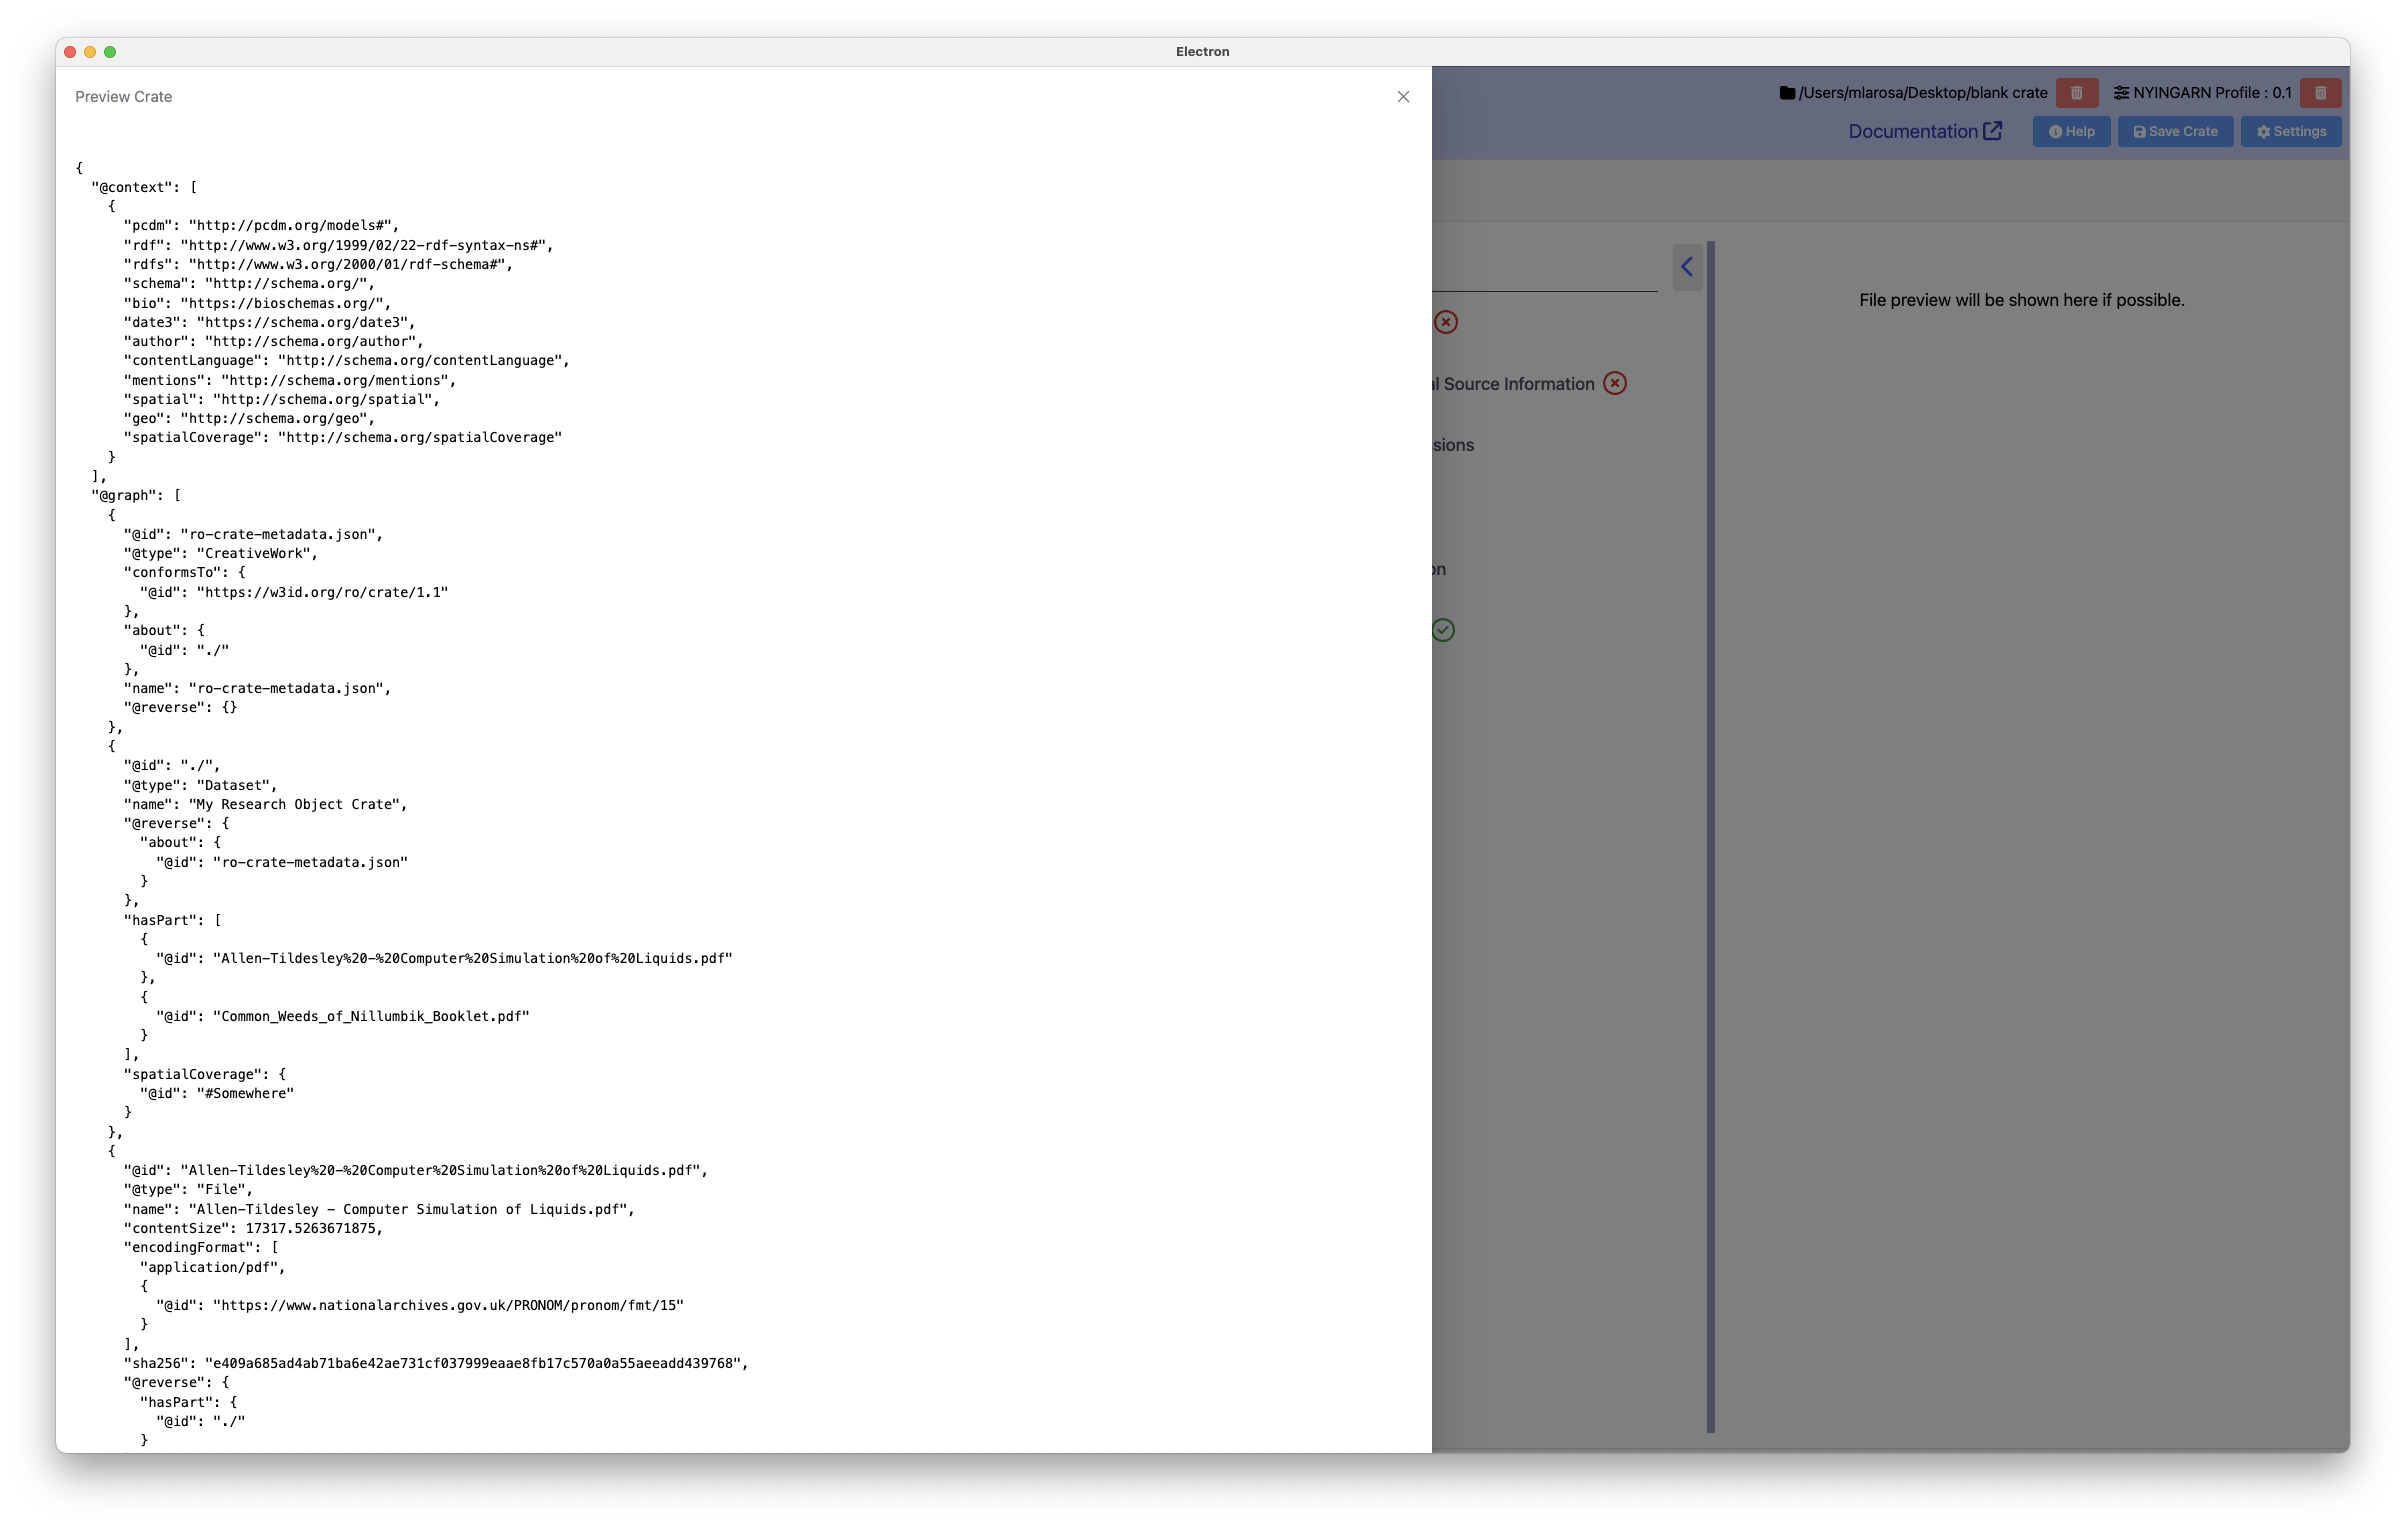 Electron
Preview Crate
{
  "@context": [
    {
      "pcdm": "http://pcdm.org/models#",
      "rdf": "http://www.w3.org/1999/02/22-rdf-syntax-ns#",
      "rdfs": "http://www.w3.org/2000/01/rdf-schema#",
      "schema": "http://schema.org/",
      "bio": "https://bioschemas.org/",
      "date3": "https://schema.org/date3",
      "author": "http://schema.org/author",
      "contentLanguage": "http://schema.org/contentLanguage",
      "mentions": "http://schema.org/mentions",
      "spatial": "http://schema.org/spatial",
      "geo": "http://schema.org/geo",
      "spatialCoverage": "http://schema.org/spatialCoverage"
    }
  ],
  "@graph": [
    {
      "@id": "ro-crate-metadata.json",
      "@type": "CreativeWork",
      "conformsTo": {
        "@id": "https://w3id.org/ro/crate/1.1"
      },
      "about": {
        "@id": "./"
      },
      "name": "ro-crate-metadata.json",
      "@reverse": {}
    },
    {
      "@id": "./",
      "@type": "Dataset",
      "name": "My Research Object Crate",
      "@reverse": {
        "about": {
          "@id": "ro-crate-metadata.json"
        }
      },
      "hasPart": [
        {
          "@id": "Allen-Tildesley%20-%20Computer%20Simulation%20of%20Liquids.pdf"
        },
        {
          "@id": "Common_Weeds_of_Nillumbik_Booklet.pdf"
        }
      ],
      "spatialCoverage": {
        "@id": "#Somewhere"
      }
    },
    {
      "@id": "Allen-Tildesley%20-%20Computer%20Simulation%20of%20Liquids.pdf",
      "@type": "File",
      "name": "Allen-Tildesley - Computer Simulation of Liquids.pdf",
      "contentSize": 17317.5263671875,
      "encodingFormat": [
        "application/pdf",
        {
          "@id": "https://www.nationalarchives.gov.uk/PRONOM/pronom/fmt/15"
        }
      ],
      "sha256": "e409a685ad4ab71ba6e42ae731cf037999eaae8fb17c570a0a55aeeadd439768",
      "@reverse": {
        "hasPart": {
          "@id": "./"
        }
/Users/mlarosa/Desktop/blank crate
NYINGARN Profile : 0.1
Documentation
Help
Save Crate
Settings
al Source Information
sions
on
File preview will be shown here if possible.